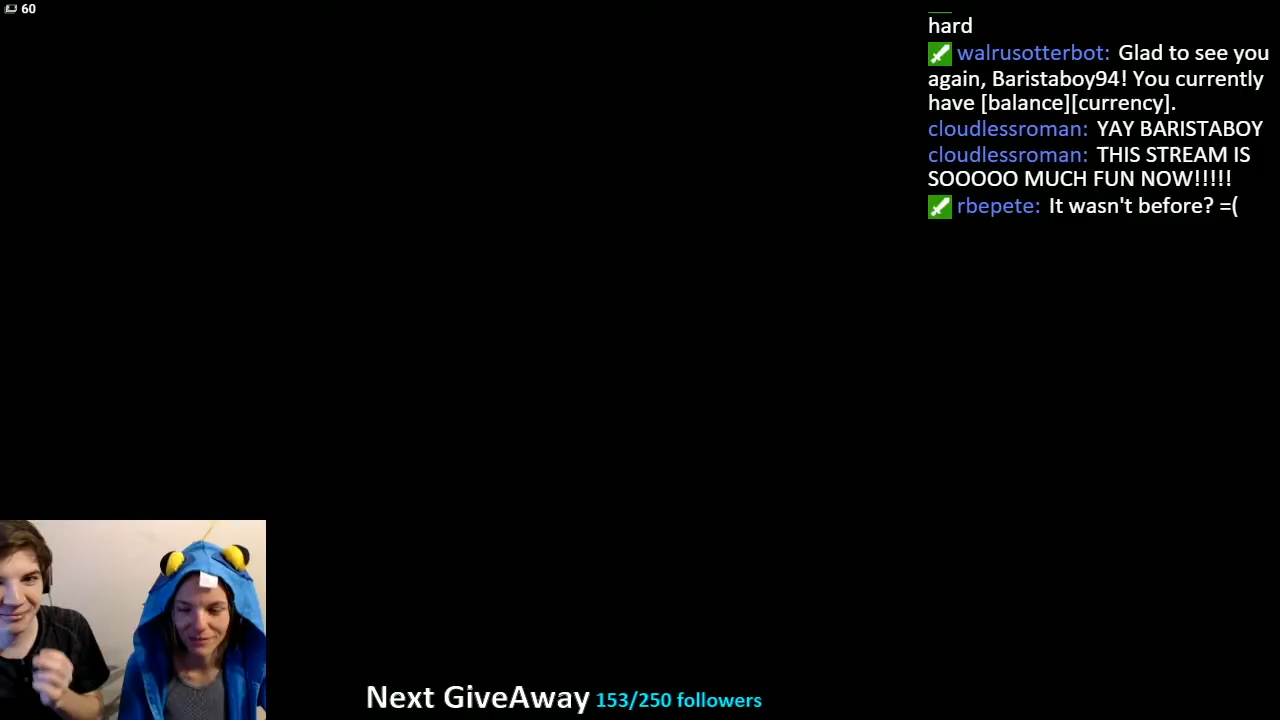 60
hard
walrusotterbot: Glad to see you
again, Baristaboy94! You currently
have [balance][currency].
cloudlessroman: YAY BARISTABOY
cloudlessroman: THIS STREAM IS
SOOOOO MUCH FUN NOW!!!!!
rbepete: It wasn't before? =(
Next GiveAway 153/250 followers